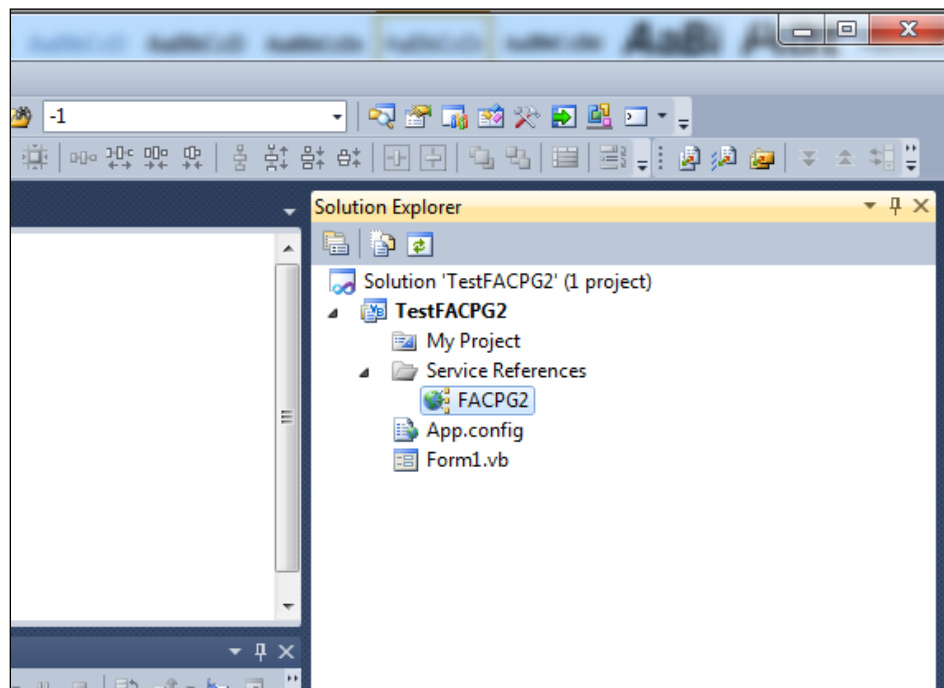 -1
Solution Explorer
Solution 'TestFACPG2' (1 project)
TestFACPG2
My Project
Service References
FACPG2
App.config
Form1.vb